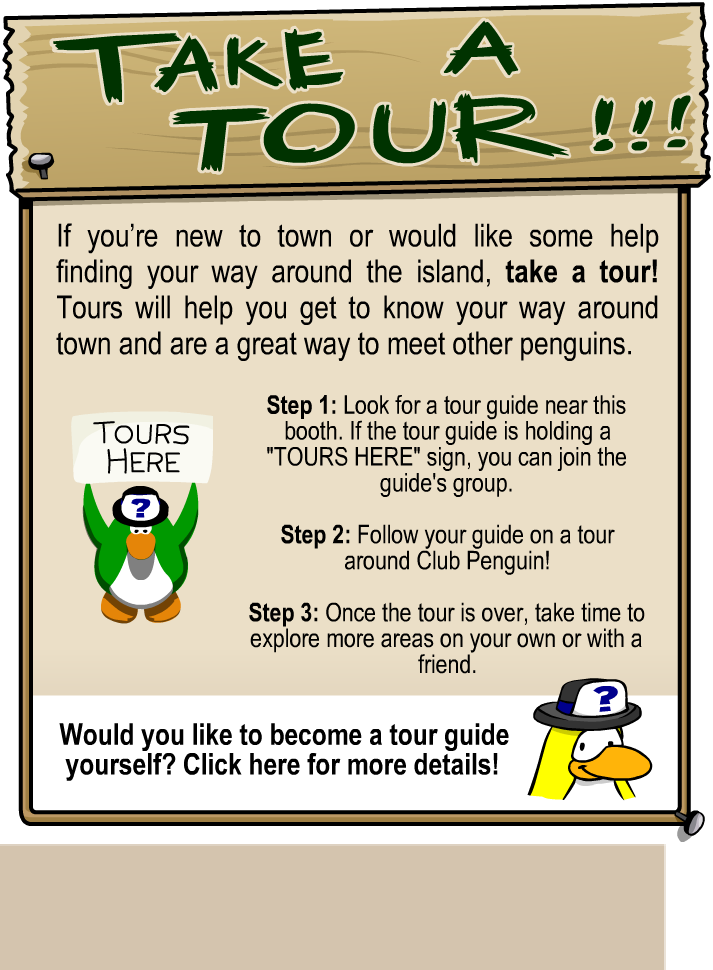 TAKE A
TOUR!!!
If you're new to town or would like some help
finding your way around the island, take a tour!
Tours will help you get to know your way around
town and are a great way to meet other penguins.
TOURS
HERE
?
Step 1: Look for a tour guide near this
booth. If the tour guide is holding a
"TOURS HERE" sign, you can join the
guide's group.
Step 2: Follow your guide on a tour
around Club Penguin!
Step 3: Once the tour is over, take time to
explore more areas on your own or with a
friend.
Would you like to become a tour guide
yourself? Click here for more details!
?